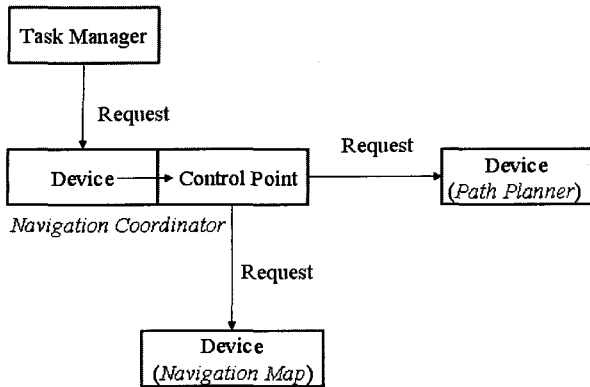 Task Manager
Request
Device
Control Point
Navigation Coordinator
Request
Device
(Path Planner)
Request
Device
(Navigation Map)